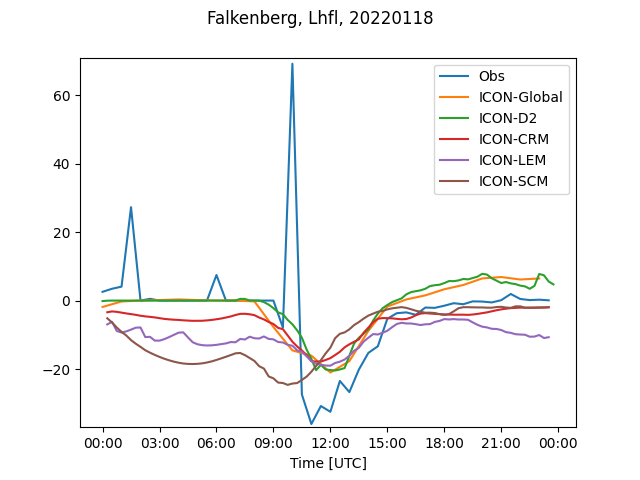 Falkenberg, Lhfl, 20220118
Obs
ICON-Global
ICON-D2
ICON-CRM
ICON-LEM
ICON-SCM
60
40
20
0
−20
00:00 03:00 06:00 09:00 12:00 15:00 18:00 21:00 00:00
Time [UTC]